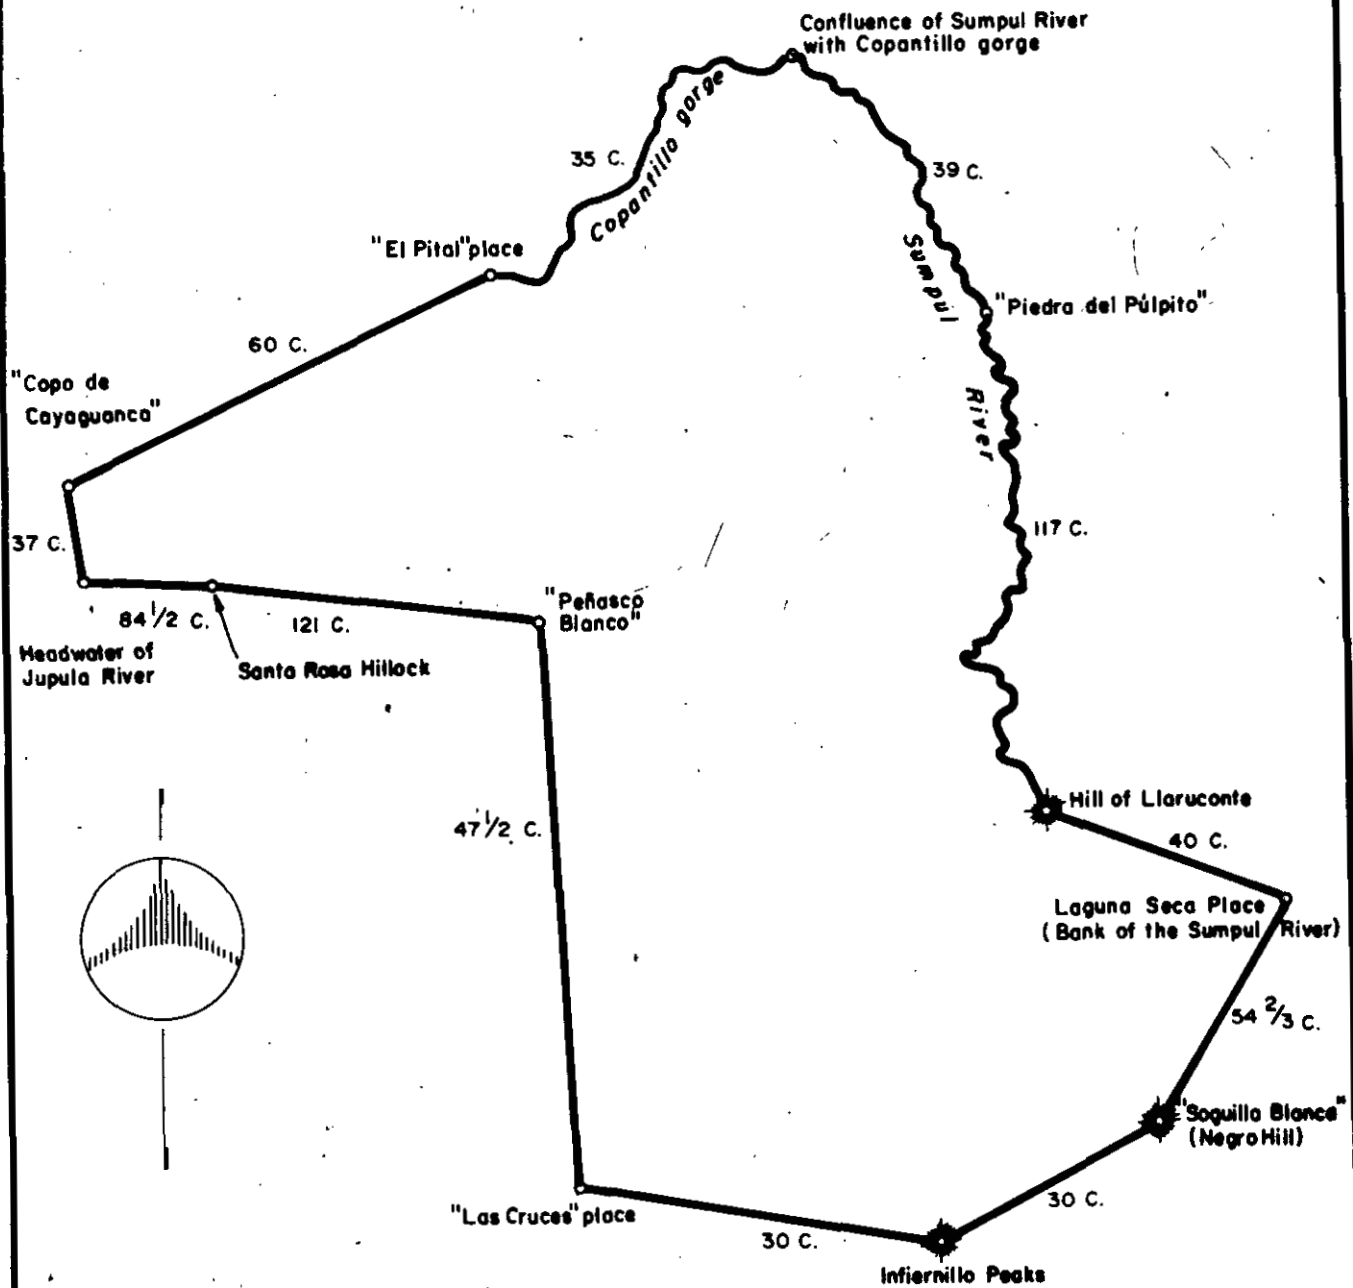 Confluence of Sumpul River
with Copantillo gorge
35 C.
Copantillo gorge
39 C.
"El Pital" place
Sumpúl
River
"Piedra del Púlpito"
60 C.
"Copo de
Cayaguanca"
37 C.
117 C.
84 1/2 C.
121 C.
"Peñasco
Blanco"
Headwater of
Jupula River
Santa Rosa Hillock
47 1/2 C.
Hill of Llaruconte
40 C.
Laguna Seca Place
(Bank of the Sumpul River)
54 2/3 C.
"Soquilla Blanca"
(Negro Hill)
30 C.
"Las Cruces" place
30 C.
Infiernillo Peaks